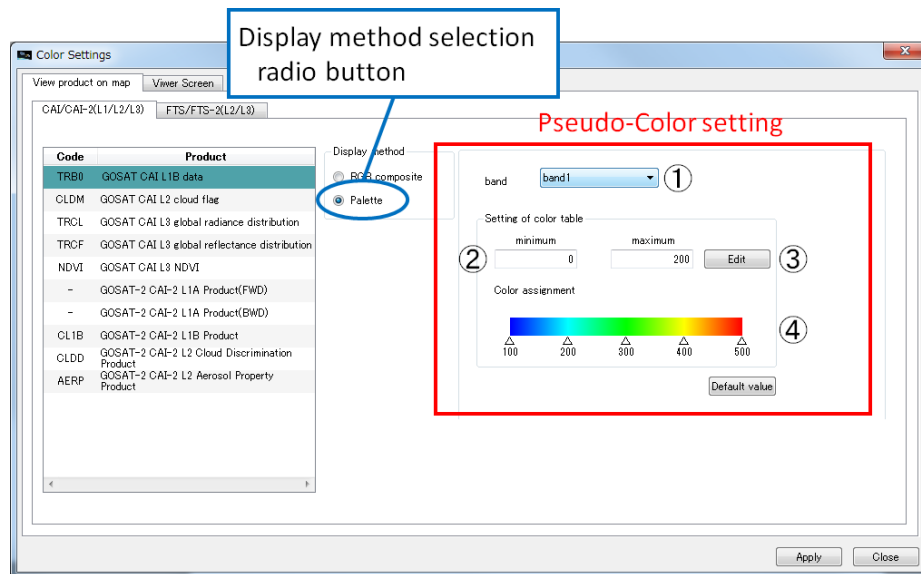 Display method selection
radio button
Color Settings
View product on map
Viwer Screen
CAI/CAI-2(L1/L2/L3)
FTS/FTS-2(L2/L3)
Pseudo-Color setting
Code Product
TRB0 GOSAT CAI L1B data
CLDM GOSAT CAI L2 cloud flag
TRCL GOSAT CAI L3 global radiance distribution
TRCF GOSAT CAI L3 global reflectance distribution
NDVI GOSAT CAI L3 NDVI
- GOSAT-2 CAI-2 L1A Product(FWD)
- GOSAT-2 CAI-2 L1A Product(BWD)
CL1B GOSAT-2 CAI-2 L1B Product
CLDD GOSAT-2 CAI-2 L2 Cloud Discrimination
Product
AERP GOSAT-2 CAI-2 L2 Aerosol Property
Product
Display method
RGB composite
Palette
band band1 ①
Setting of color table
minimum maximum
② 0 200 Edit ③
Color assignment
④
100 200 300 400 500
Default value
Apply Close